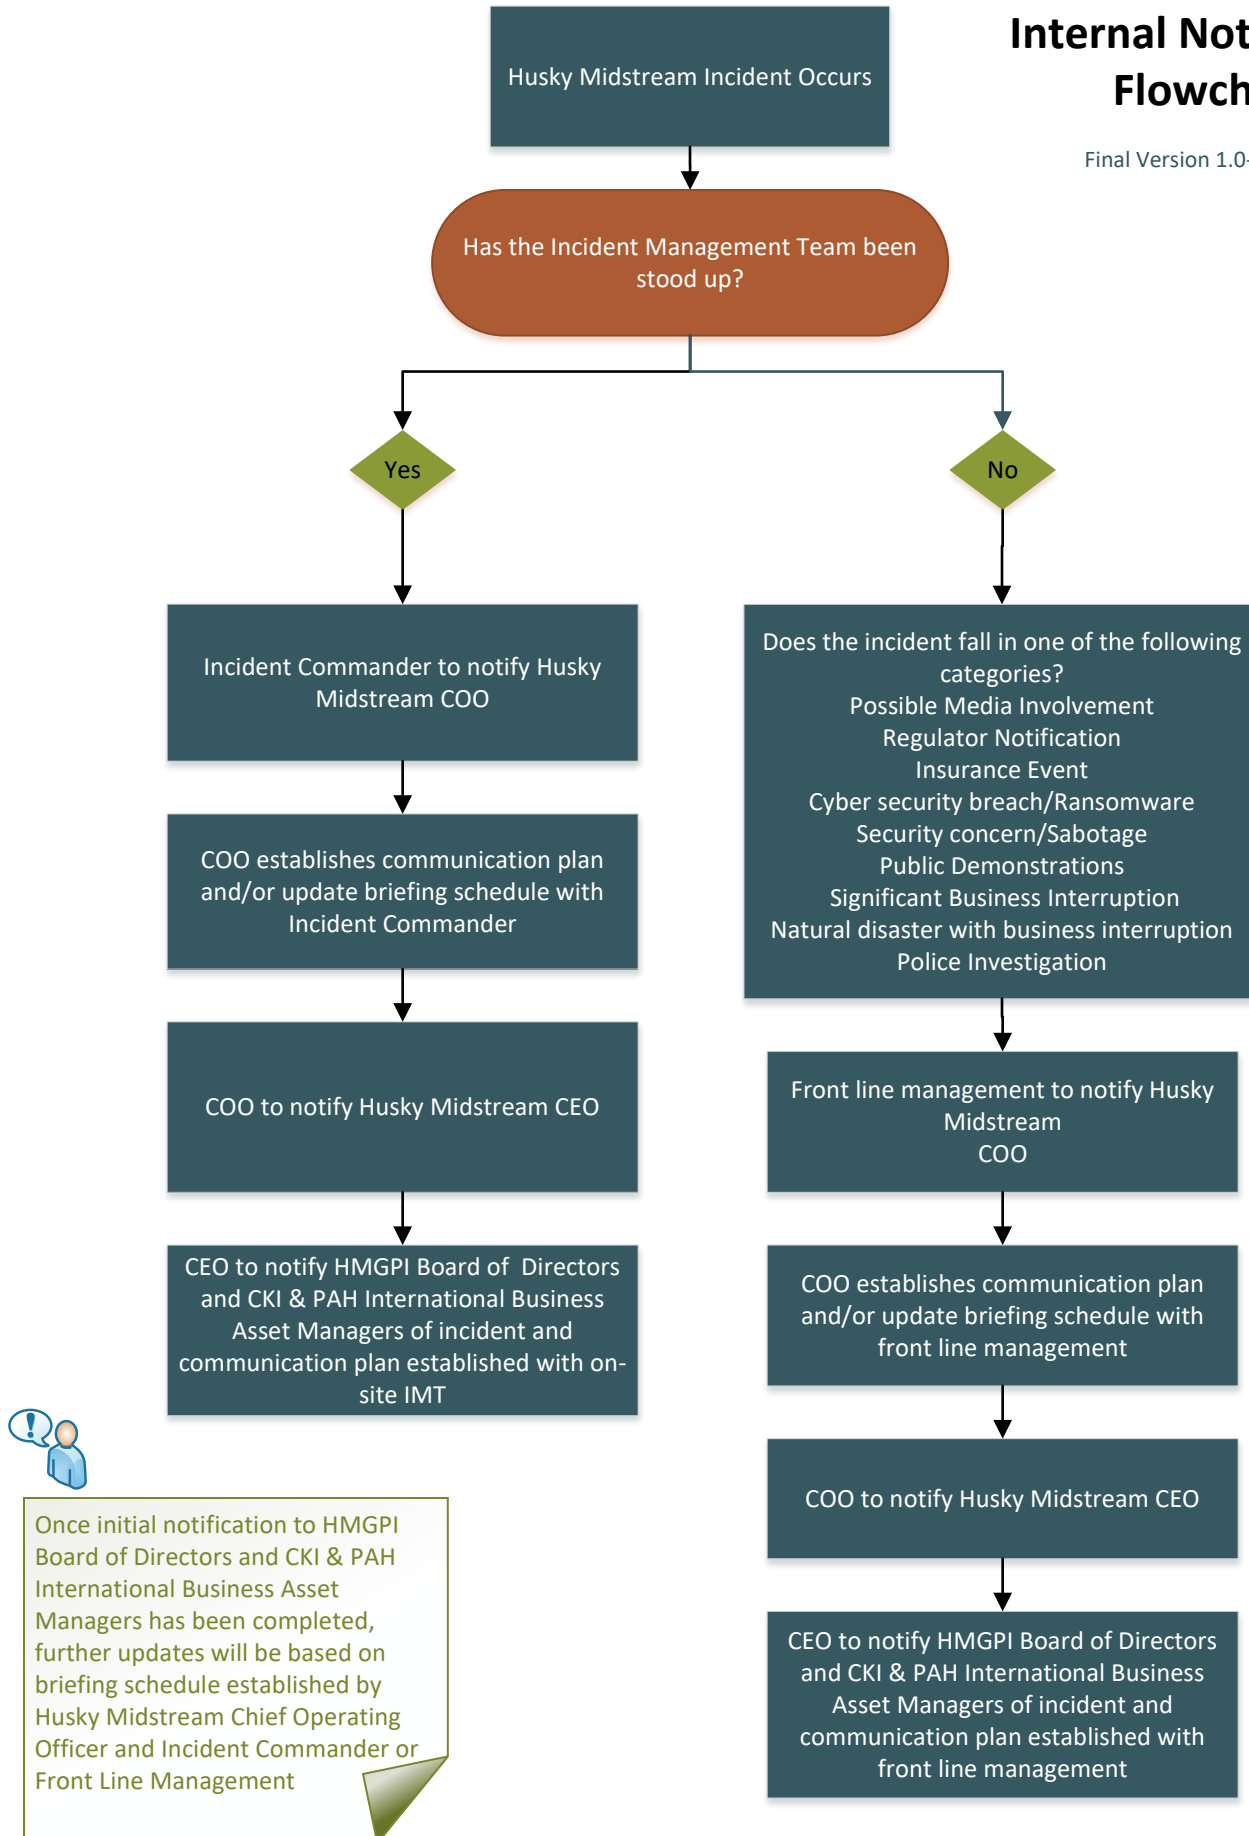 Internal Not
Flowch
Final Version 1.0-
Husky Midstream Incident Occurs
Has the Incident Management Team been
stood up?
Yes
No
Incident Commander to notify Husky
Midstream COO
COO establishes communication plan
and/or update briefing schedule with
Incident Commander
COO to notify Husky Midstream CEO
CEO to notify HMGPI Board of  Directors
and CKI & PAH International Business
Asset Managers of incident and
communication plan established with on-
site IMT
Does the incident fall in one of the following
categories?
Possible Media Involvement
Regulator Notification
Insurance Event
Cyber security breach/Ransomware
Security concern/Sabotage
Public Demonstrations
Significant Business Interruption
Natural disaster with business interruption
Police Investigation
Front line management to notify Husky
Midstream
COO
COO establishes communication plan
and/or update briefing schedule with
front line management
COO to notify Husky Midstream CEO
CEO to notify HMGPI Board of Directors
and CKI & PAH International Business
Asset Managers of incident and
communication plan established with
front line management
!
Once initial notification to HMGPI
Board of Directors and CKI & PAH
International Business Asset
Managers has been completed,
further updates will be based on
briefing schedule established by
Husky Midstream Chief Operating
Officer and Incident Commander or
Front Line Management